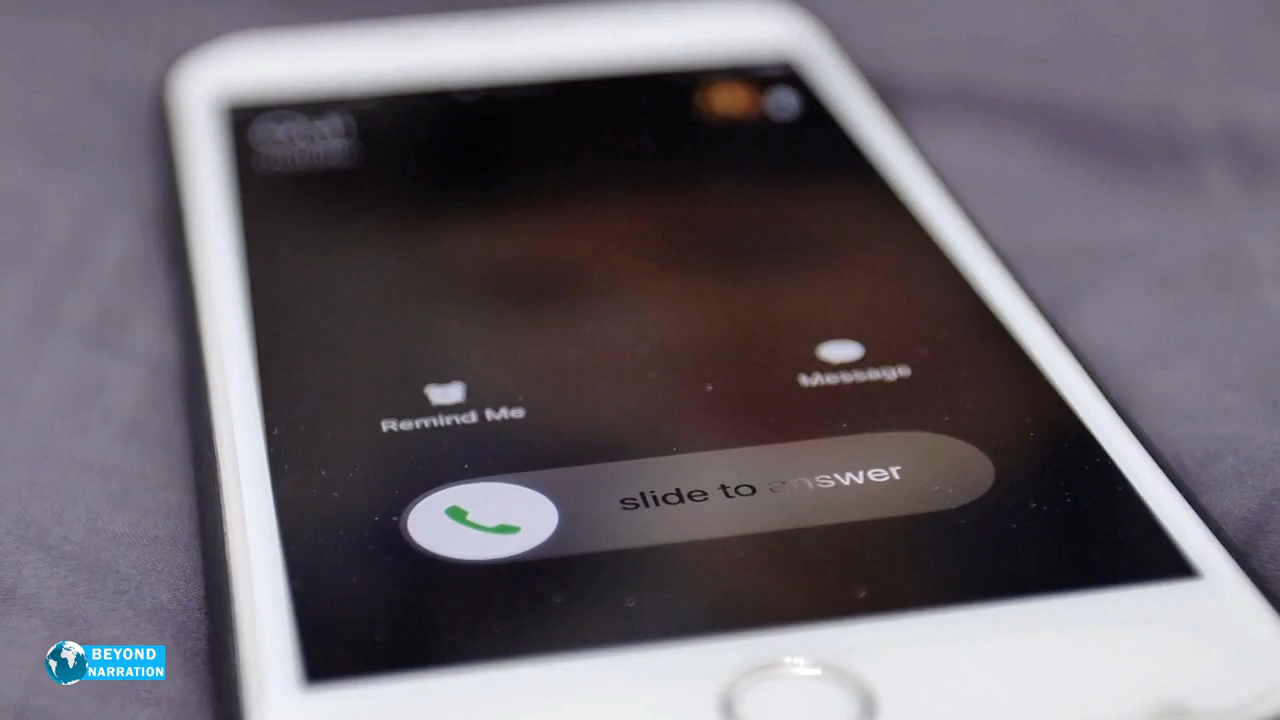 Remind Me
Message
slide to answer
BEYOND
NARRATION